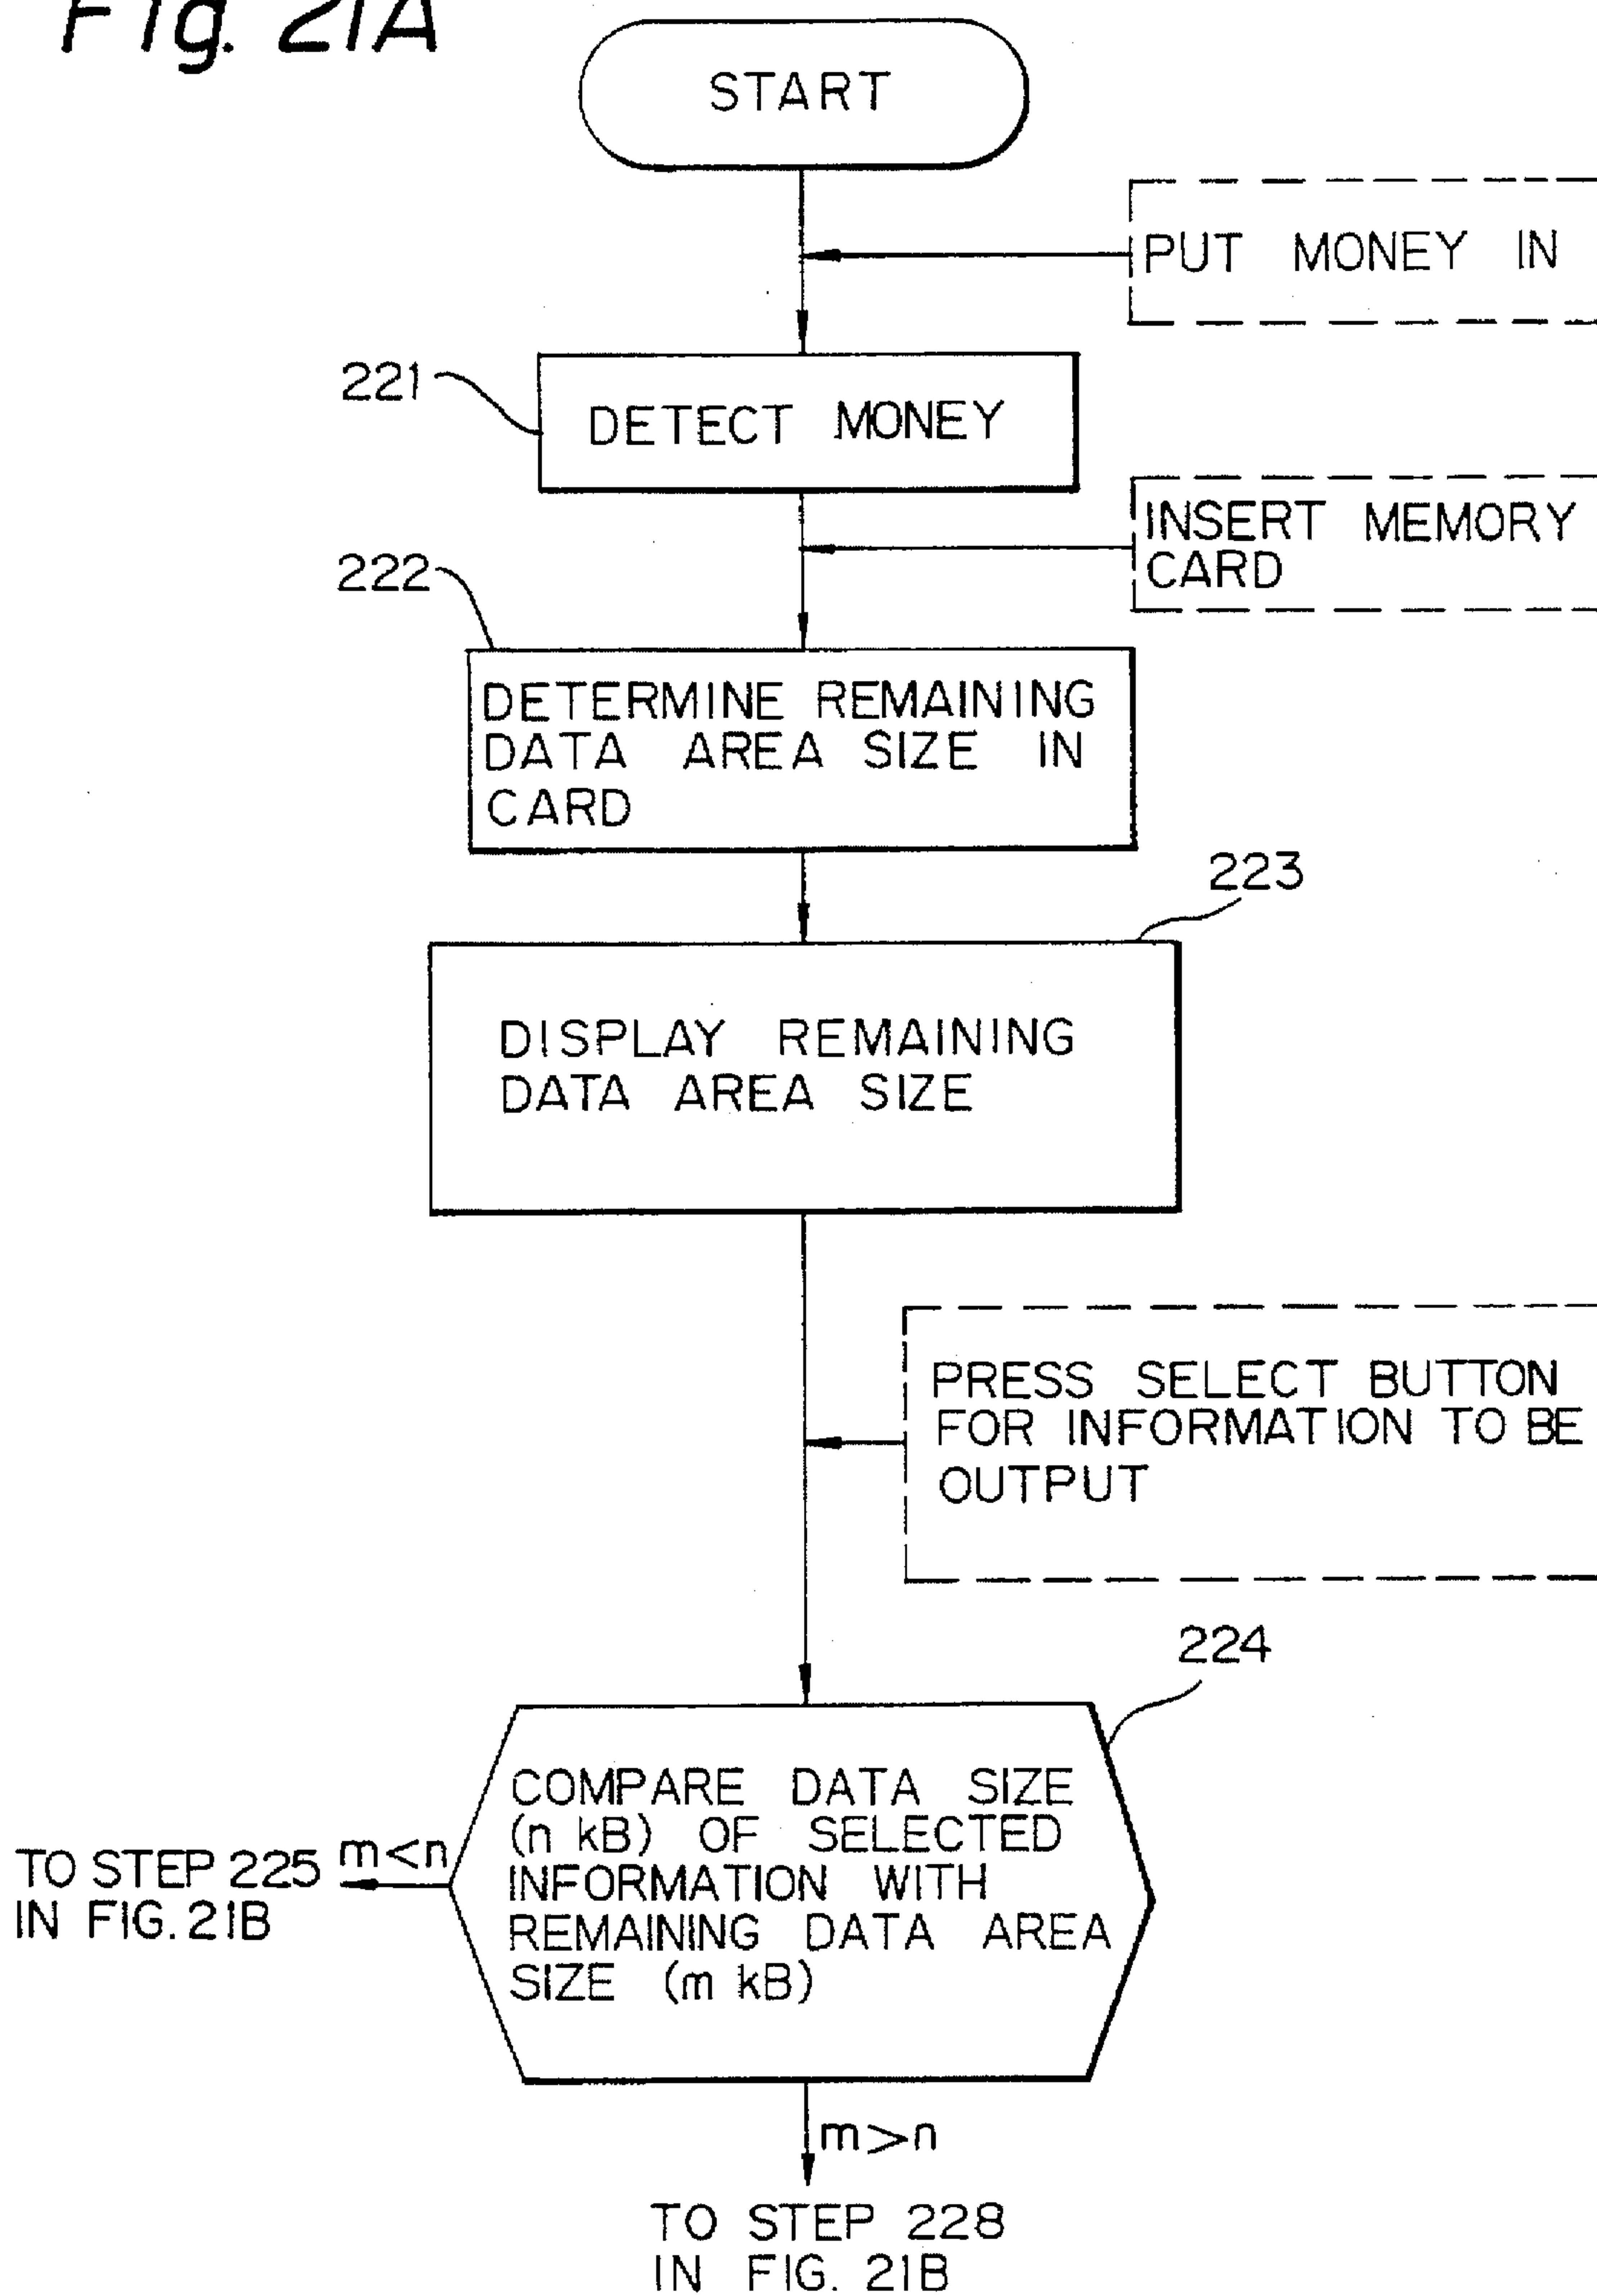 Fig. 21A
START
PUT MONEY IN
221
DETECT MONEY
INSERT MEMORY
CARD
222
DETERMINE REMAINING
DATA AREA SIZE IN
CARD
223
DISPLAY REMAINING
DATA AREA SIZE
PRESS SELECT BUTTON
FOR INFORMATION TO BE
OUTPUT
224
COMPARE DATA SIZE
(n kB) OF SELECTED
INFORMATION WITH
REMAINING DATA AREA
SIZE (m kB)
m<n
TO STEP 225
IN FIG. 21B
m>n
TO STEP 228
IN FIG. 21B